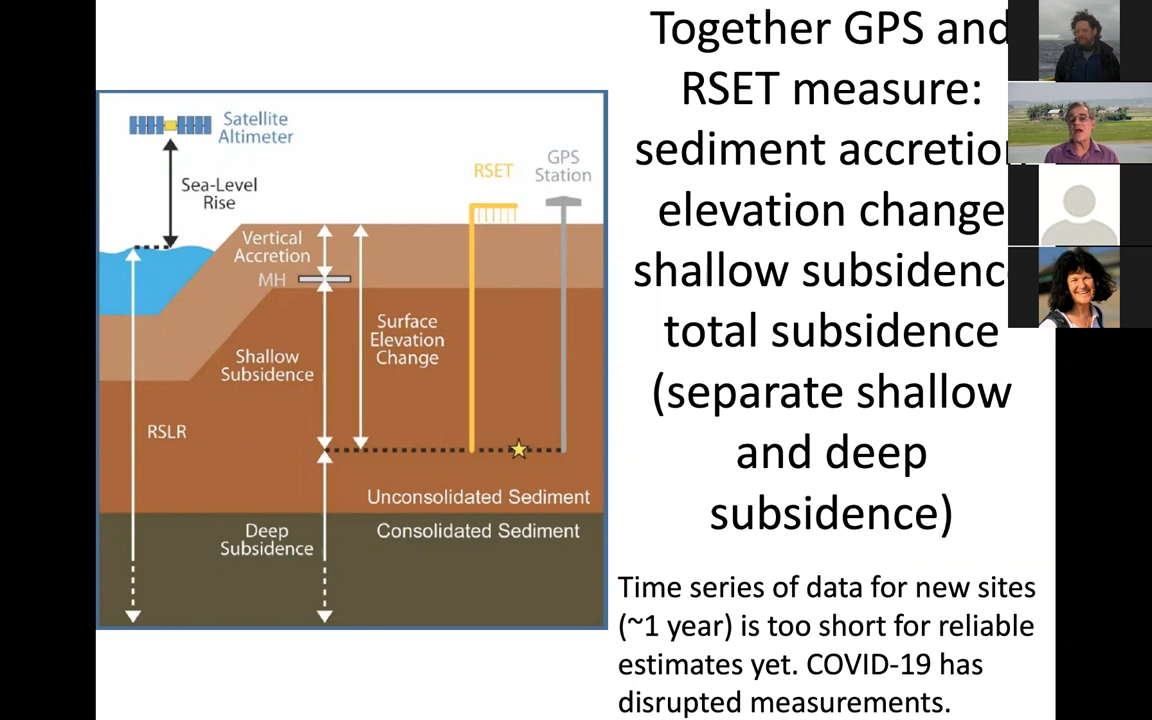 Together GPS and
RSET measure:
sediment accretion
elevation change
shallow subsidence
total subsidence
(separate shallow
and deep
subsidence)
Time series of data for new sites
(~1 year) is too short for reliable
estimates yet. COVID-19 has
disrupted measurements.
Satellite
Altimeter
Sea-Level
Rise
RSET
GPS
Station
Vertical
Accretion
MH
Surface
Elevation
Change
Shallow
Subsidence
RSLR
Unconsolidated Sediment
Consolidated Sediment
Deep
Subsidence